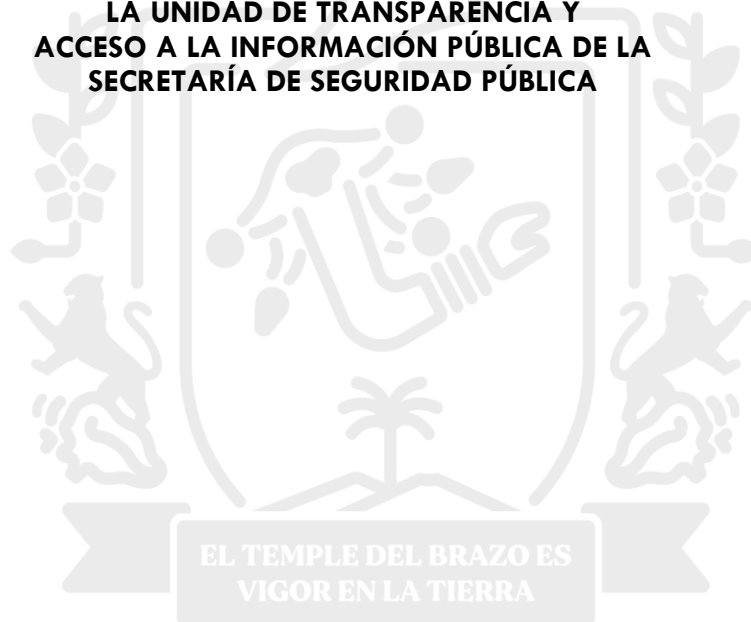 LA UNIDAD DE TRANSPARENCIA Y
ACCESO A LA INFORMACIÓN PÚBLICA DE LA
SECRETARÍA DE SEGURIDAD PÚBLICA
EL TEMPLE DEL BRAZO ES
VIGOR EN LA TIERRA